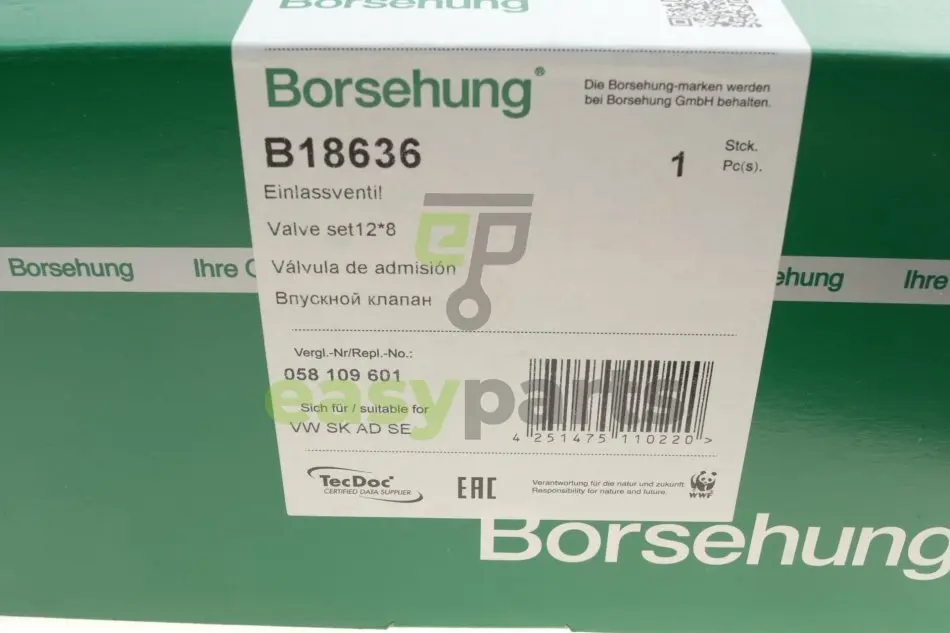 Borsehung
Borsehung®
Die Borsehung-marken werden
bei Borsehung GmbH behalten.
B18636
1
Stck.
Pc(s).
Einlassventil
Valve set12*8
Válvula de admisión
Впускной клапан
ep
Borsehung
Ihre
ehung
Ihre
Vergl.-Nr/Repl.-No.:
058 109 601
easyparts
Sich für / suitable for
VW SK AD SE
4 251475 110220 >
TecDoc®
CERTIFIED DATA SUPPLIER
EAC
Verantwortung für die natur und zukunft.
Responsibility for nature and future.
WWF
Borsehung